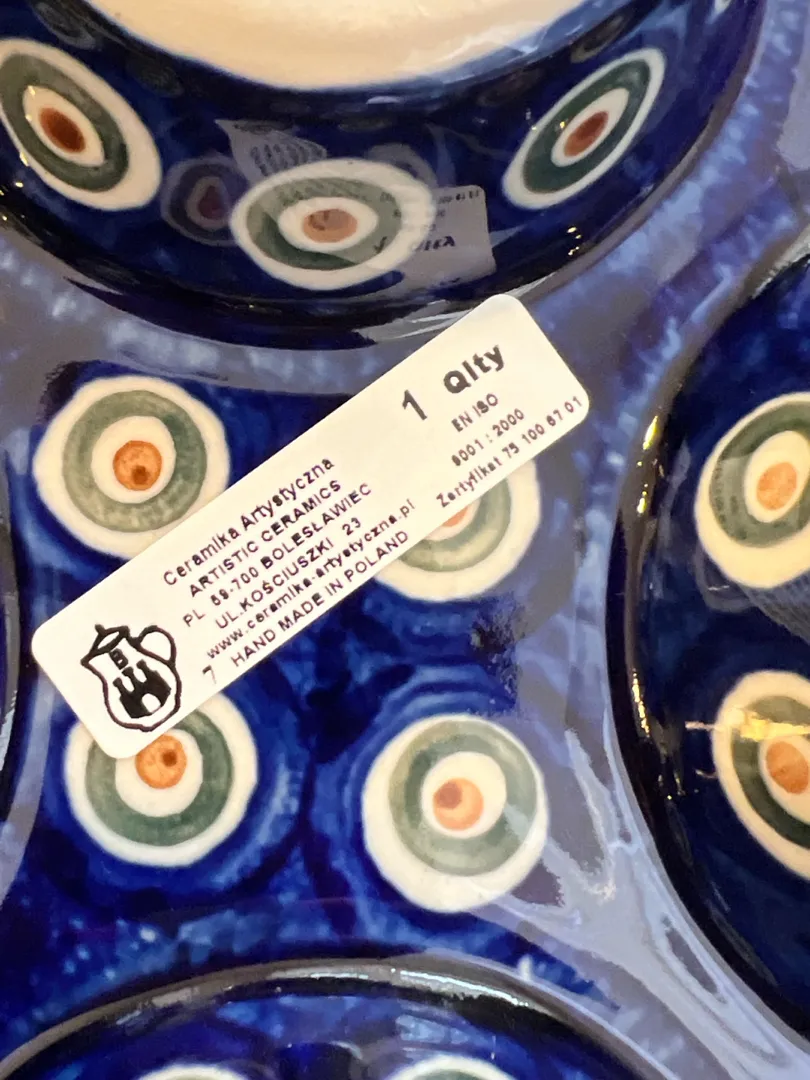 1 Qlty
EN ISO
9001 : 2000
Zertyfikat 75 100 67 01
Ceramika Artystyczna
ARTISTIC CERAMICS
PL 59-700 BOLESŁAWIEC
UL.KOŚCIUSZKI 23
www.ceramika-artystyczna.pl
HAND MADE IN POLAND
7
B